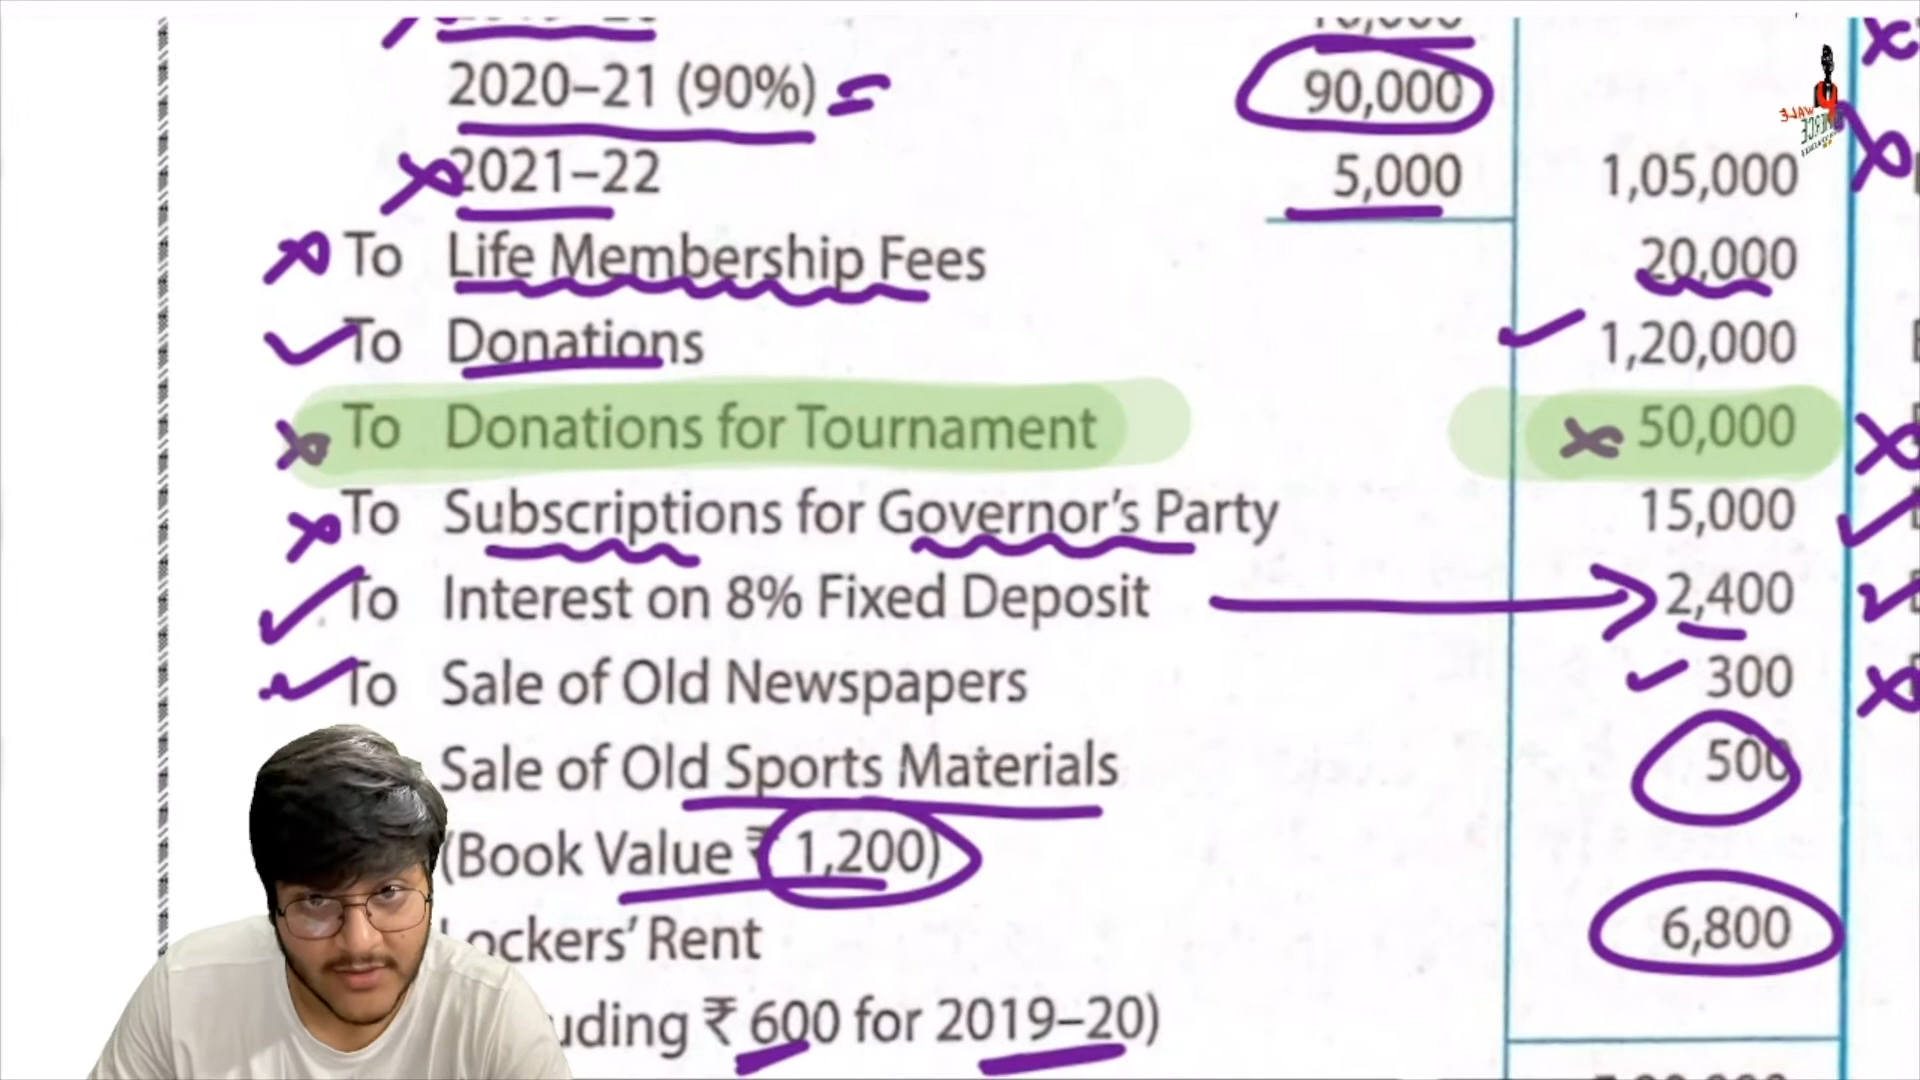 2020–21 (90%) = 90,000
2021–22 5,000 1,05,000
To Life Membership Fees 20,000
To Donations 1,20,000
To Donations for Tournament 50,000
To Subscriptions for Governor's Party 15,000
To Interest on 8% Fixed Deposit 2,400
To Sale of Old Newspapers 300
Sale of Old Sports Materials 500
(Book Value ₹ 1,200)
Lockers' Rent 6,800
₹ 600 for 2019–20)